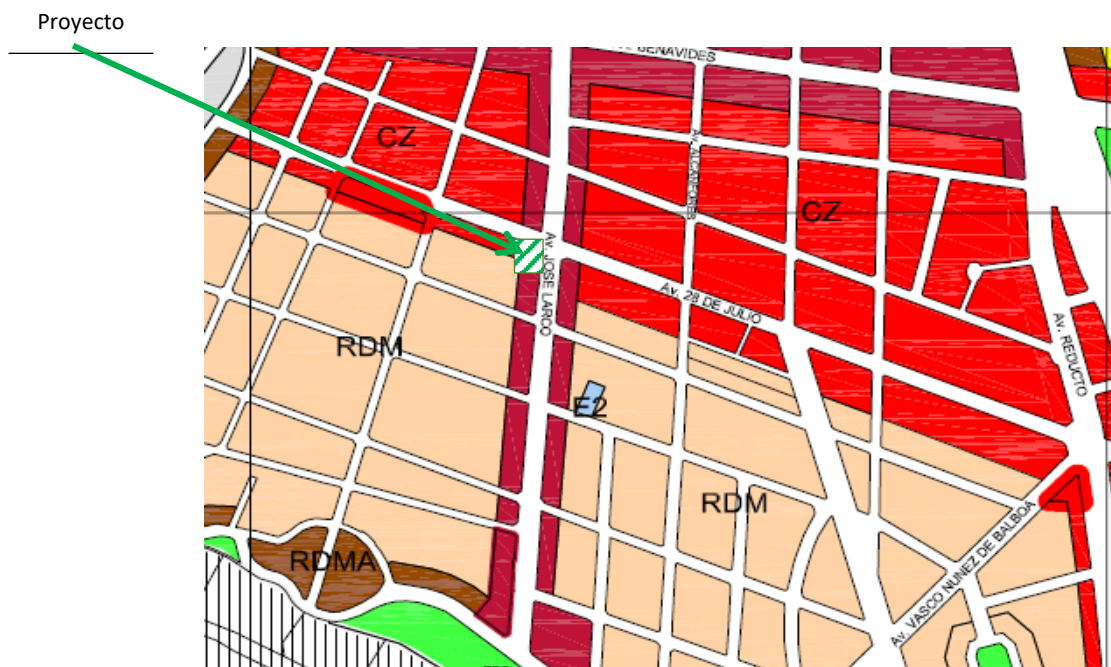 Proyecto
BENAVIDES
CZ
Av. ALCANFORES
CZ
Av. JOSE LARCO
Av. 28 DE JULIO
Av. REDUCTO
RDM
E2
RDM
Av. VASCO NUÑEZ DE BALBOA
RDMA